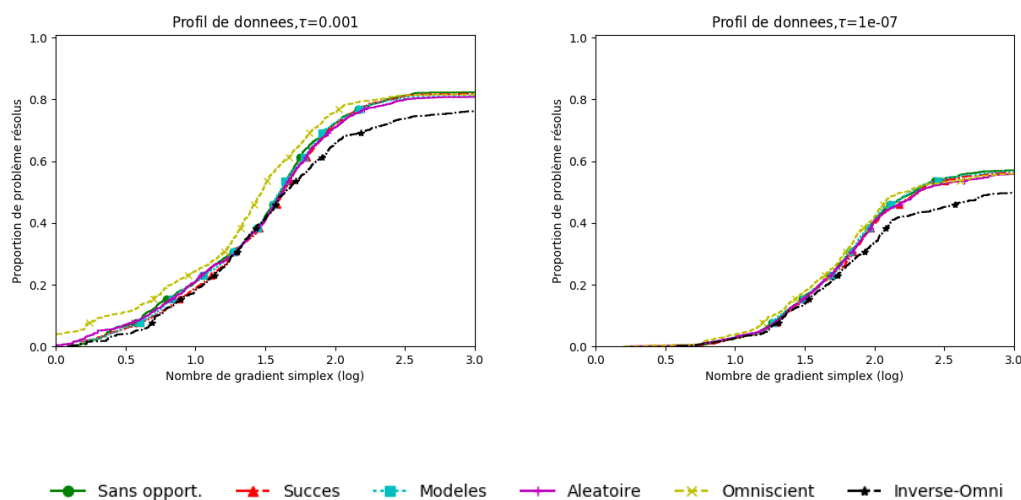 Profil de donnees,τ=0.001
Profil de donnees,τ=1e-07
Proportion de problème résolus
1.0
0.8
0.6
0.4
0.2
0.0
0.0 0.5 1.0 1.5 2.0 2.5 3.0
Nombre de gradient simplex (log)
Proportion de problème résolus
1.0
0.8
0.6
0.4
0.2
0.0
0.0 0.5 1.0 1.5 2.0 2.5 3.0
Nombre de gradient simplex (log)
Sans opport. Succes Modeles Aleatoire Omniscient Inverse-Omni